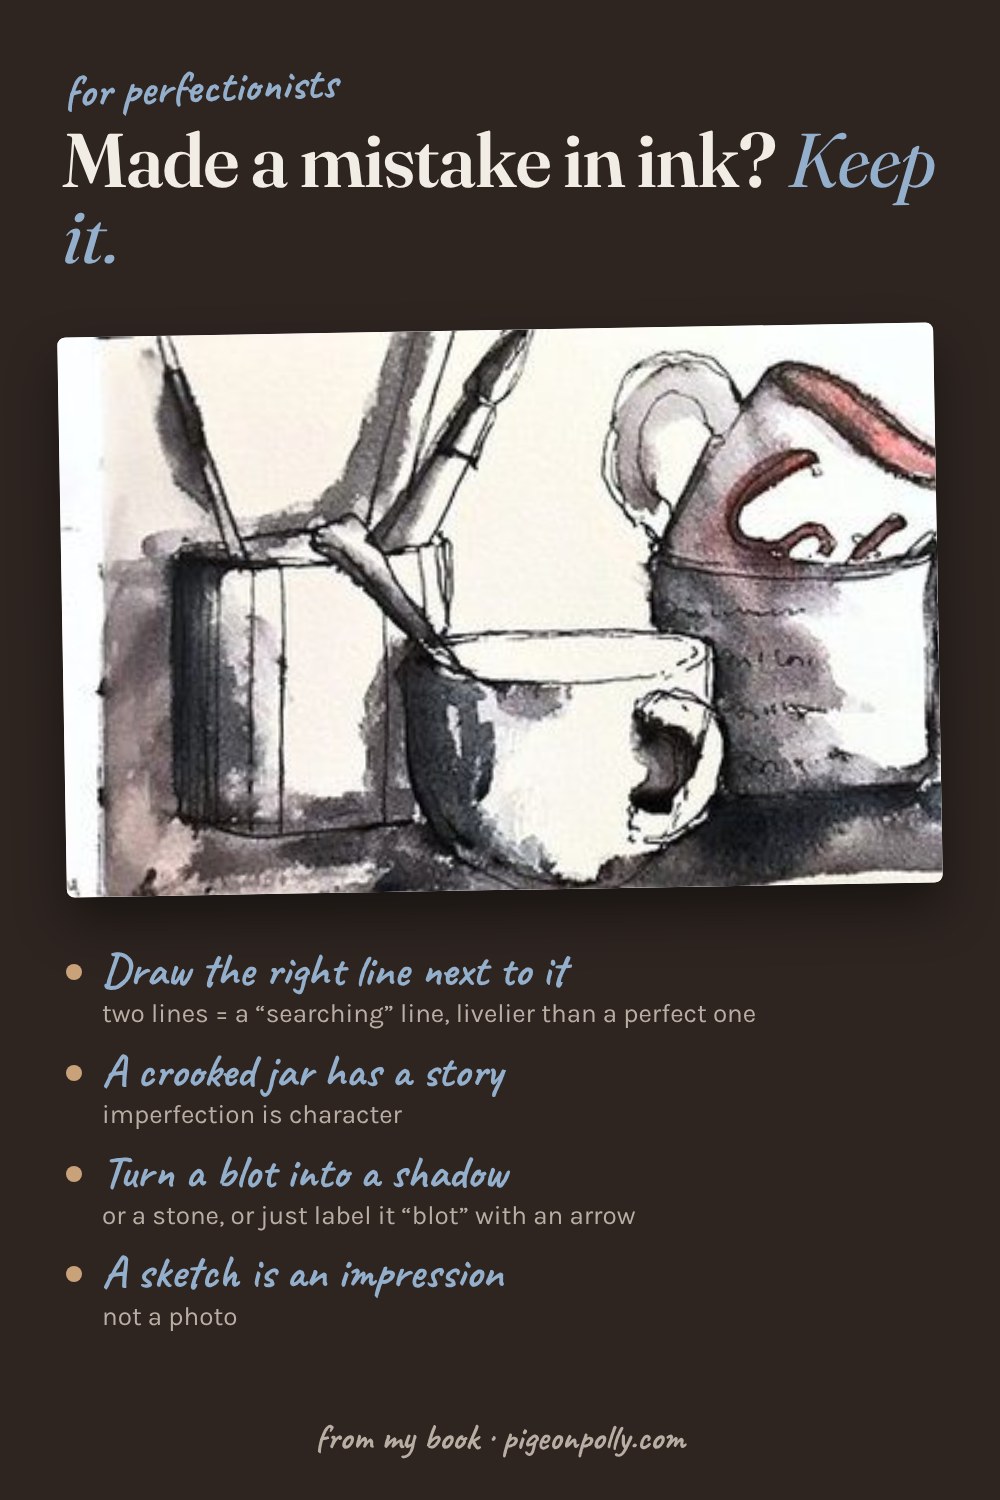 for perfectionists
Made a mistake in ink? Keep
it.
Draw the right line next to it
two lines = a “searching” line, livelier than a perfect one
A crooked jar has a story
imperfection is character
Turn a blot into a shadow
or a stone, or just label it “blot” with an arrow
A sketch is an impression
not a photo
from my book · pigeonpolly.com